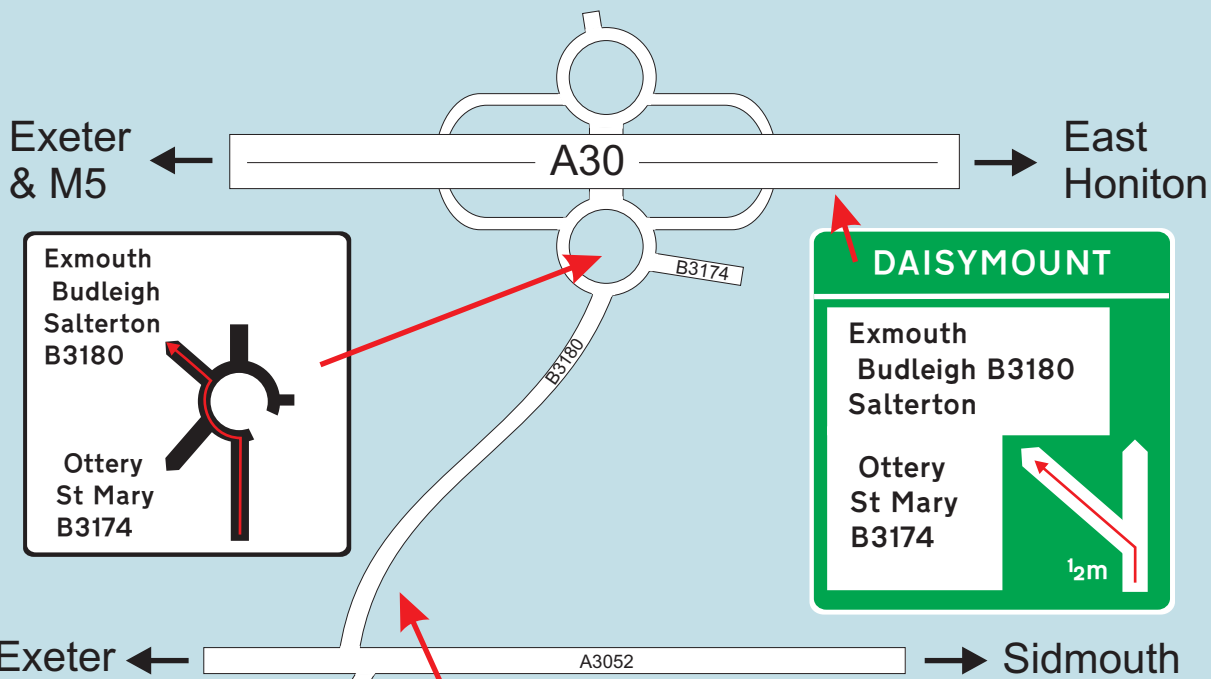 Exeter
& M5
A30
East
Honiton
Exmouth
Budleigh
Salterton
B3180
Ottery
St Mary
B3174
B3174
B3180
DAISYMOUNT
Exmouth
Budleigh B3180
Salterton
Ottery
St Mary
B3174
½m
Exeter
A3052
Sidmouth